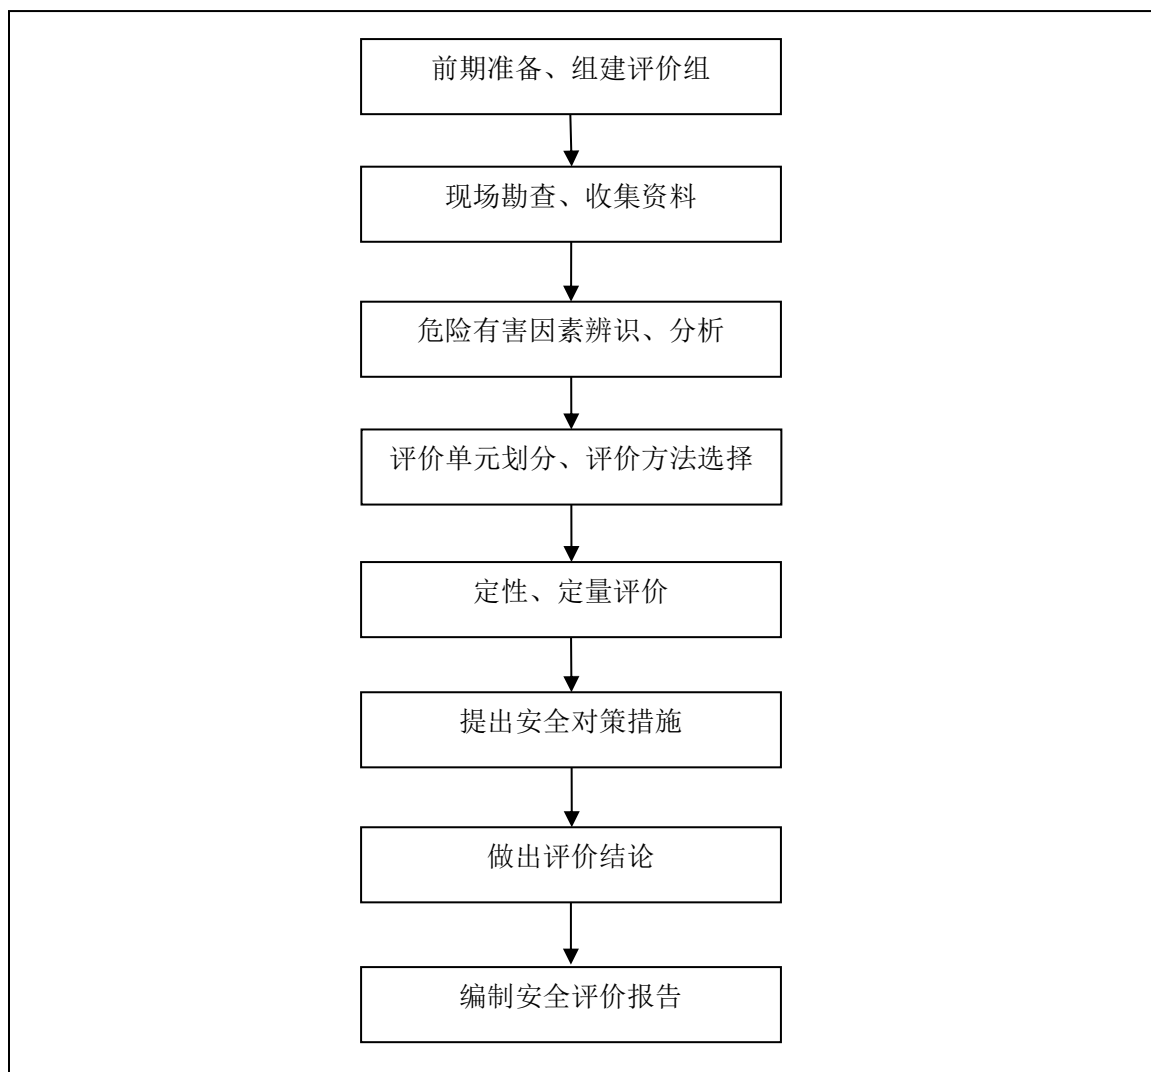 前期准备、组建评价组
现场勘查、收集资料
危险有害因素辨识、分析
评价单元划分、评价方法选择
定性、定量评价
提出安全对策措施
做出评价结论
编制安全评价报告